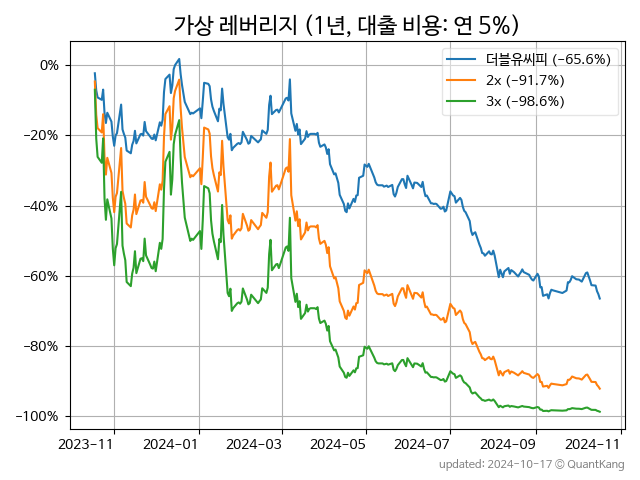 가상 레버리지 (1년, 대출 비용: 연 5%)
더블유씨피 (-65.6%)
2x (-91.7%)
3x (-98.6%)
0%
-20%
-40%
-60%
-80%
-100%
2023-11 2024-01 2024-03 2024-05 2024-07 2024-09 2024-11
updated: 2024-10-17 © QuantKang